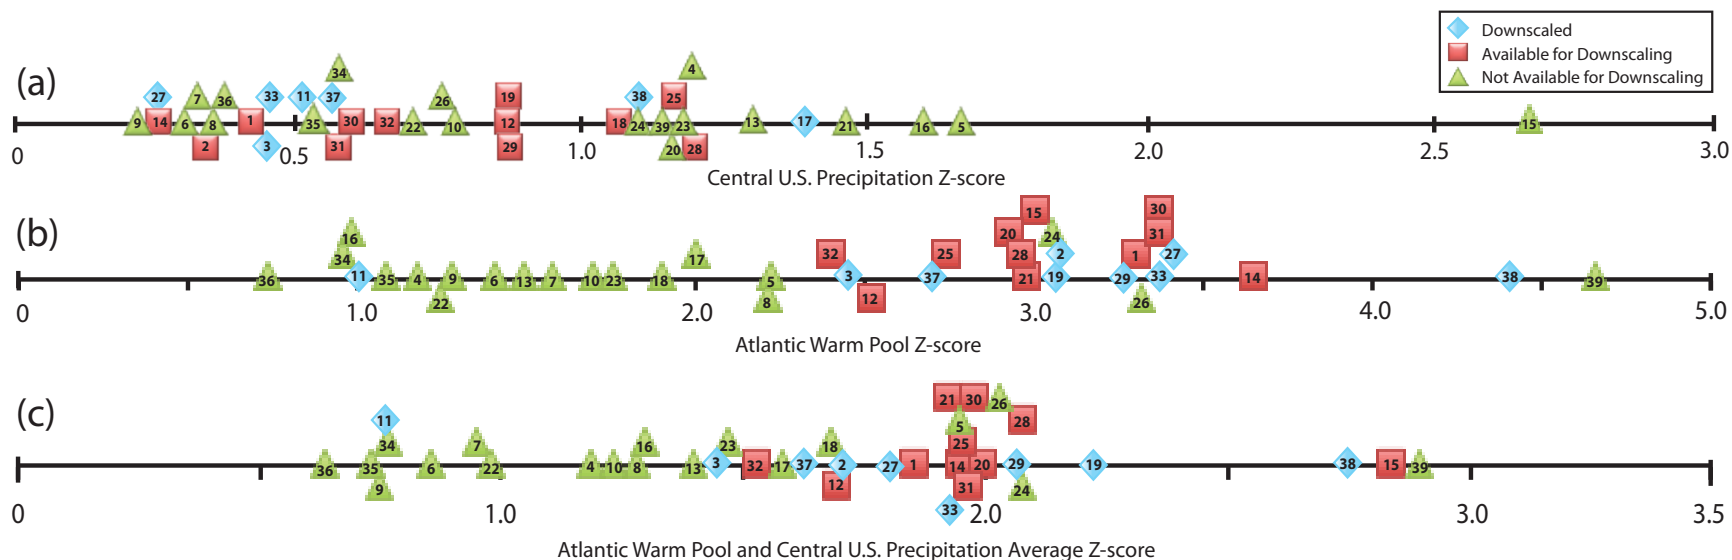 Downscaled
Available for Downscaling
Not Available for Downscaling
(a)
4
34
27 7 36 33 11 37 26 19 38 25
9 14 6 8 1 35 30 32 22 10 12 18 24 39 23 13 17 21 16 5 15
2 3 31 29 20 28
0 0.5 1.0 1.5 2.0 2.5 3.0
Central U.S. Precipitation Z-score
(b)
15 30
16 20 24 31
34 17 32 25 28 2 1 27
36 11 35 4 9 6 13 7 10 23 18 5 3 37 21 19 29 33 14 38 39
22 8 12 26
0 1.0 2.0 3.0 4.0 5.0
Atlantic Warm Pool Z-score
(c)
21 30 26
11 5 28
34 7 16 23 18 25
36 35 6 22 4 10 8 13 3 32 17 37 2 27 1 14 20 29 19 38 15 39
9 12 31 24
33
0 1.0 2.0 3.0 3.5
Atlantic Warm Pool and Central U.S. Precipitation Average Z-score